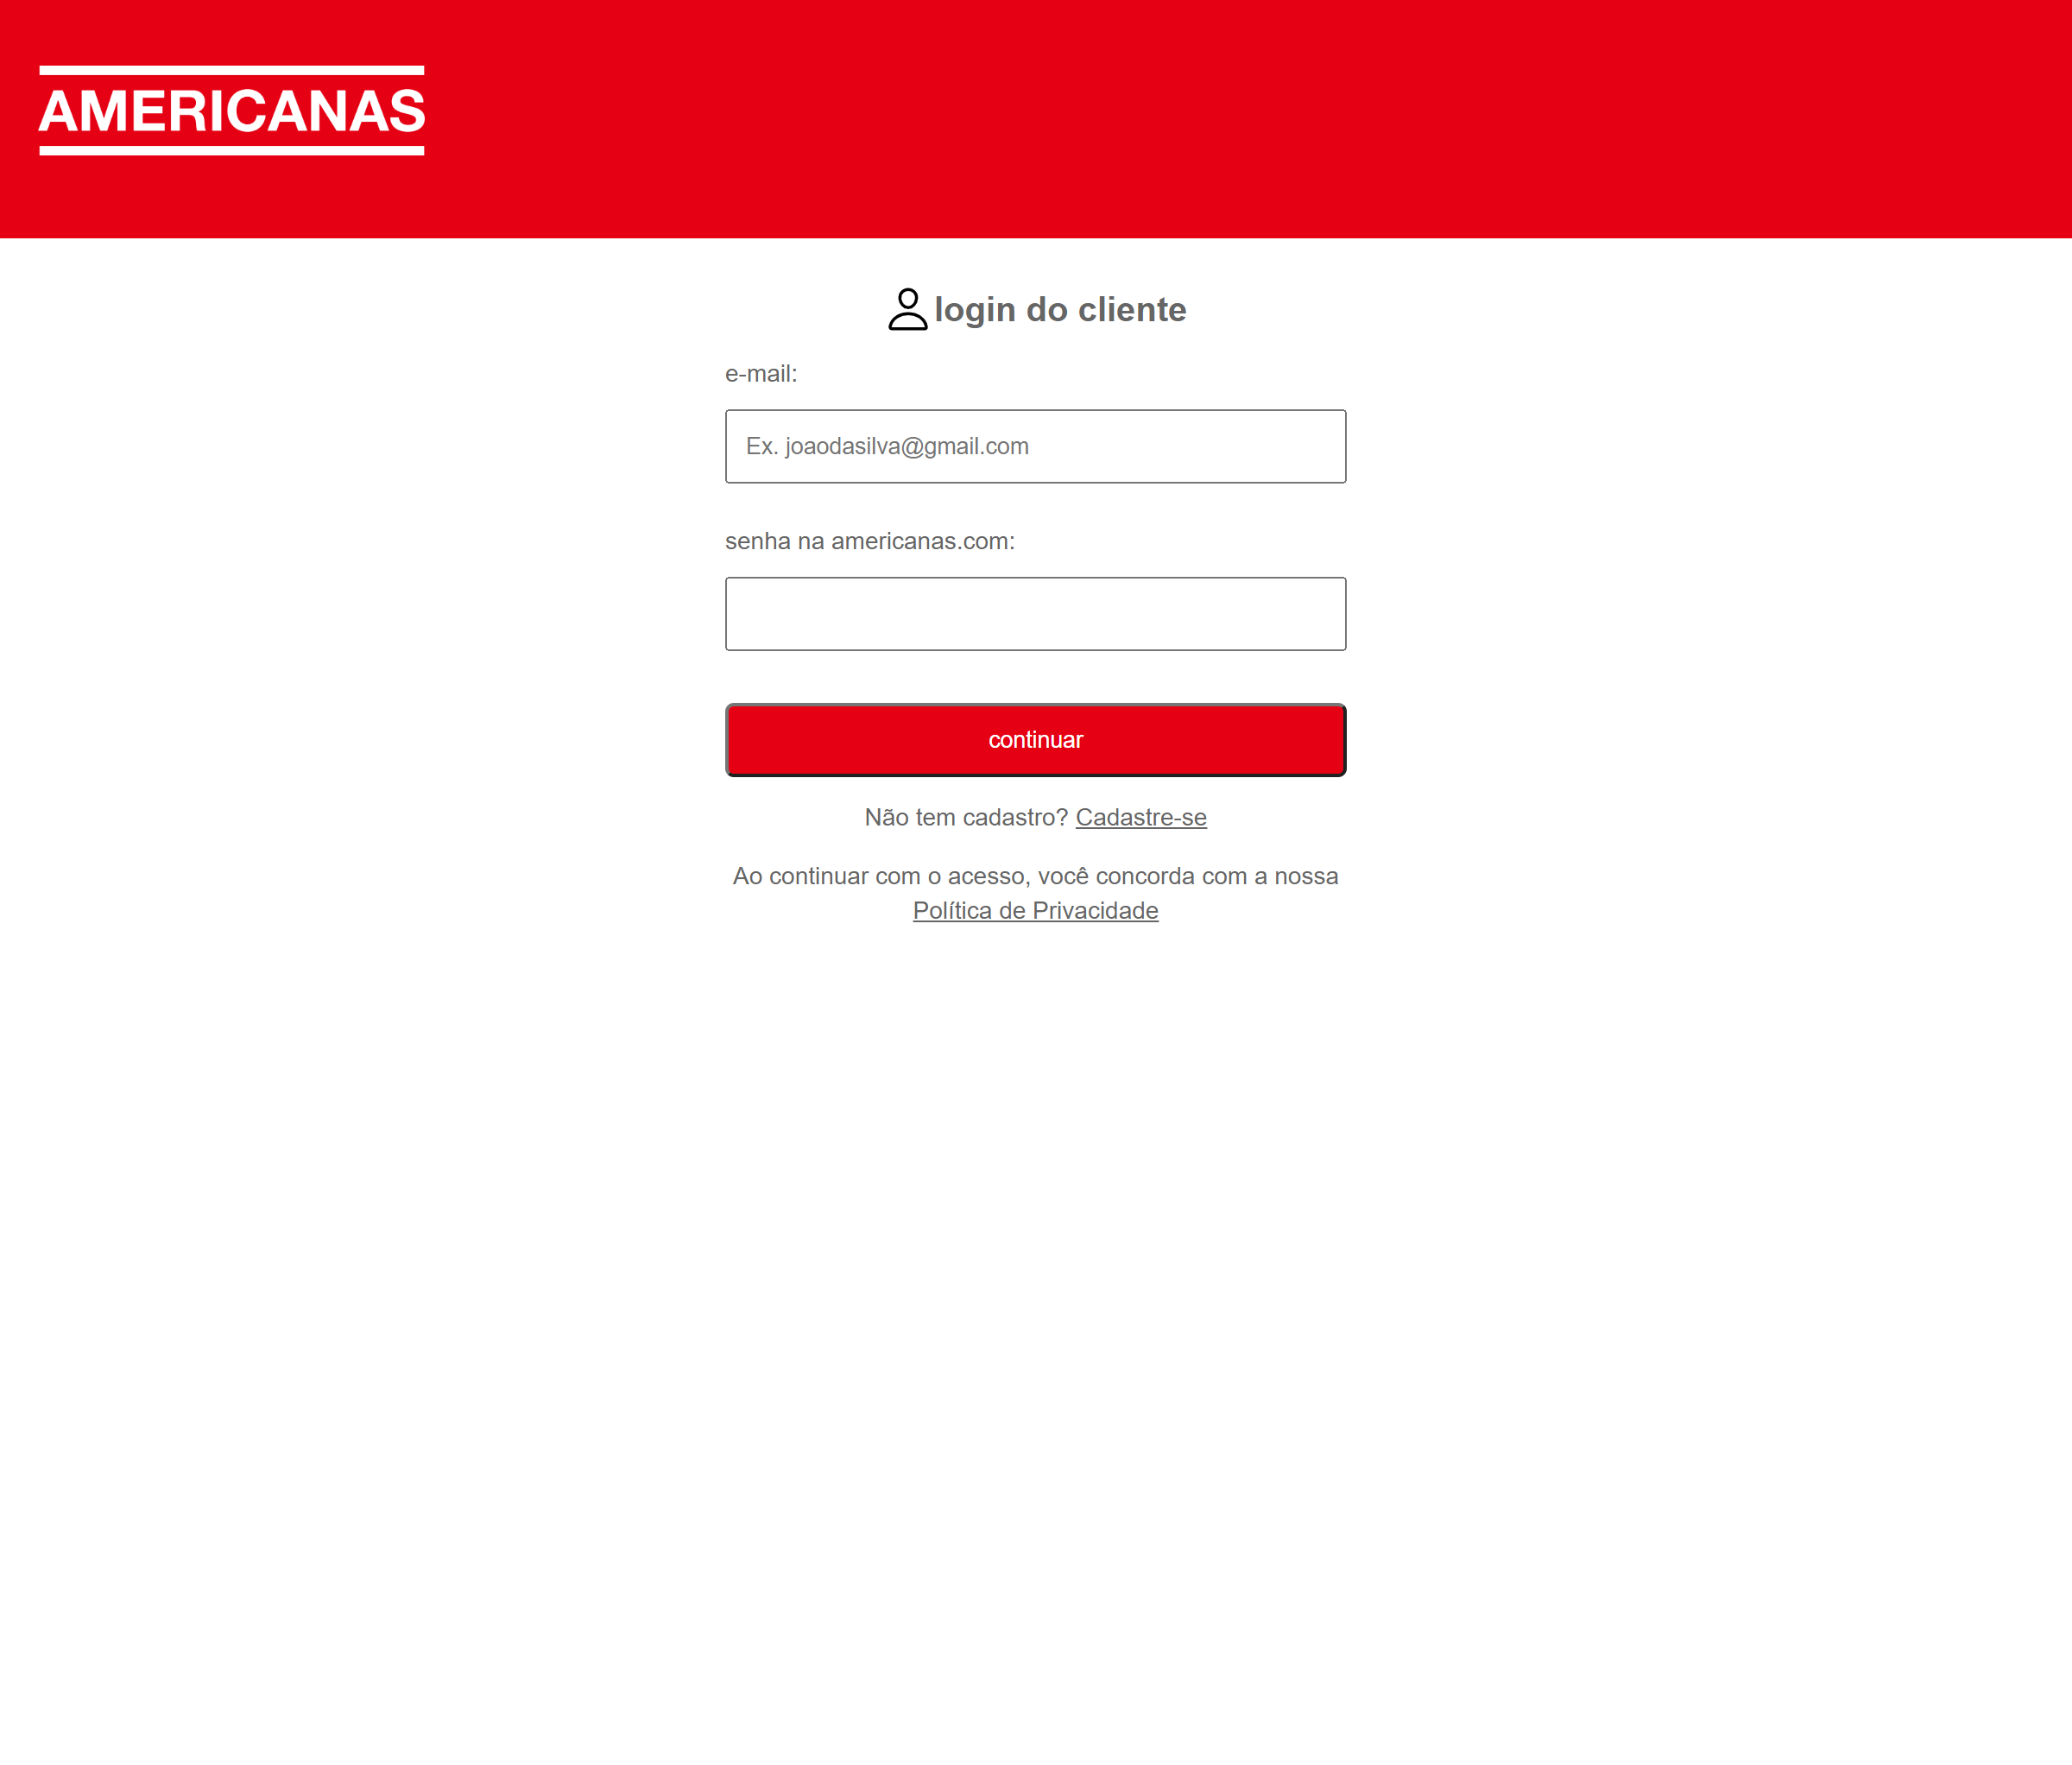 AMERICANAS
login do cliente
e-mail:
Ex. joaodasilva@gmail.com
senha na americanas.com:
continuar
Não tem cadastro? Cadastre-se
Ao continuar com o acesso, você concorda com a nossa
Política de Privacidade